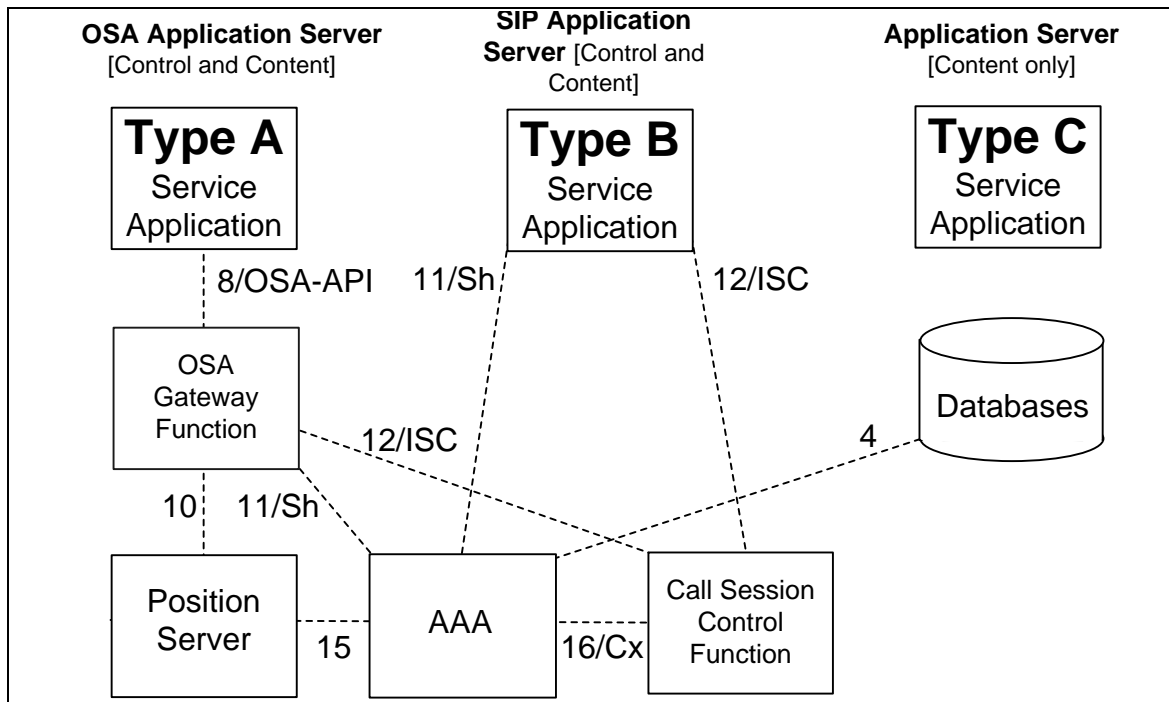 OSA Application Server
[Control and Content]
SIP Application
Server [Control and
Content]
Application Server
[Content only]
Type A
Service
Application
Type B
Service
Application
Type C
Service
Application
8/OSA-API
11/Sh
12/ISC
OSA
Gateway
Function
Databases
12/ISC
4
10
11/Sh
Position
Server
15
AAA
16/Cx
Call Session
Control
Function